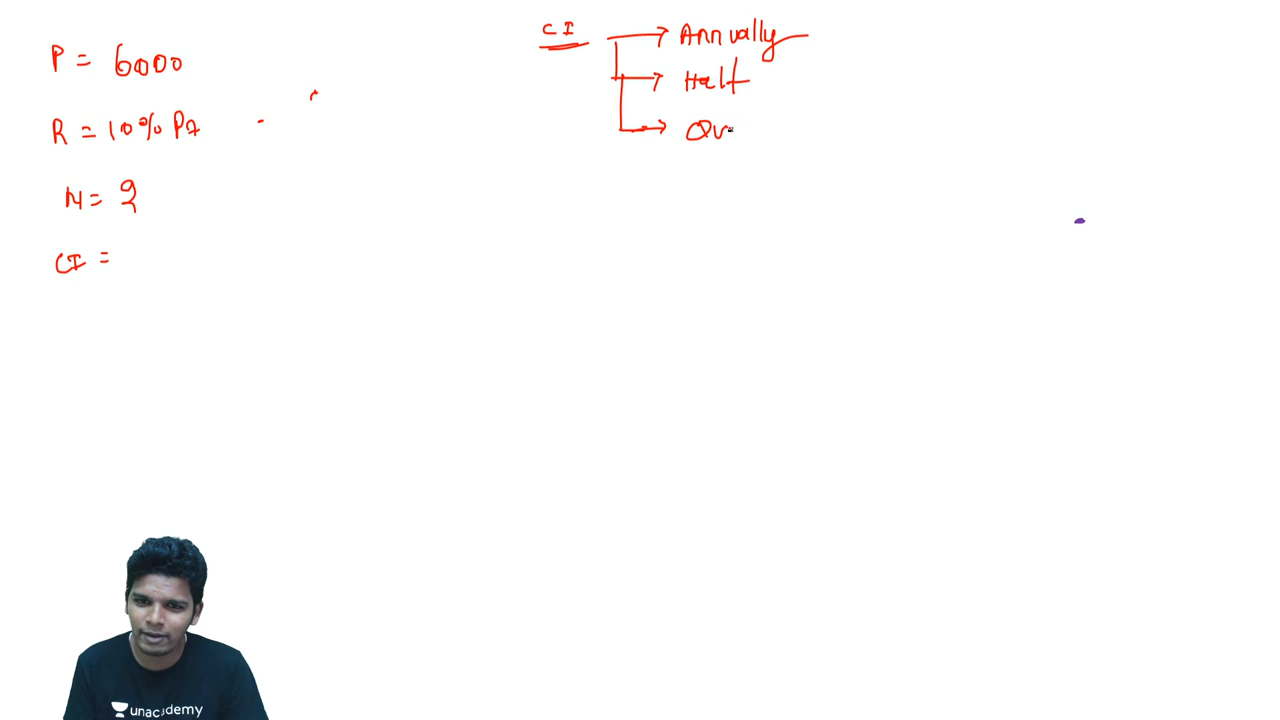 P = 6000
R = 10% PA
N = 2
CI =
CI
Annually
Half
Qu
unacademy